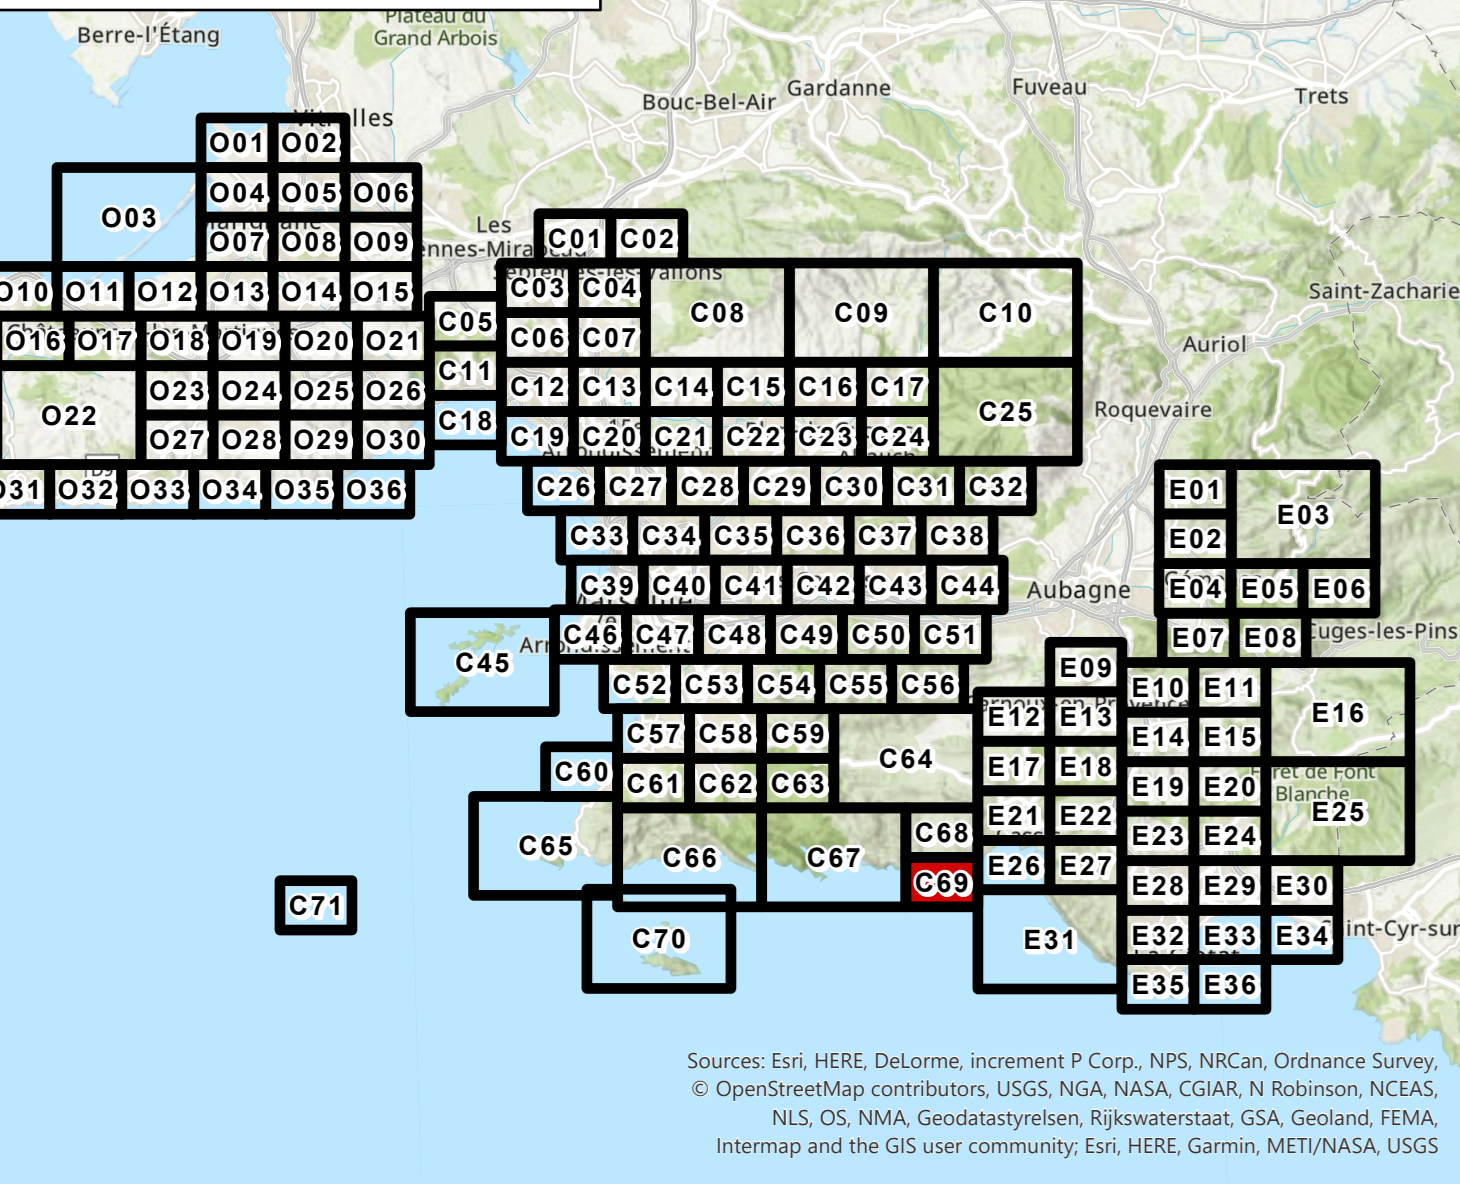 Berre-l'Étang
Plateau du
Grand Arbois
Bouc-Bel-Air
Gardanne
Fuveau
Trets
O01 O02
O04 O05 O06
O03
Les
O07 O08 O09
C01 C02
Saint-Zacharie
O10 O11 O12 O13 O14 O15
C03 C04
C08 C09 C10
C05
O16 O17 O18 O19 O20 O21
C06 C07
Auriol
C11
O22
O23 O24 O25 O26
C12 C13 C14 C15 C16 C17
C25
Roquevaire
C18
O27 O28 O29 O30
C19 C20 C21 C22 C23 C24
O31 O32 O33 O34 O35 O36
C26 C27 C28 C29 C30 C31 C32
E01
E03
C33 C34 C35 C36 C37 C38
E02
C39 C40 C41 C42 C43 C44
Aubagne
E04 E05 E06
C46 C47 C48 C49 C50 C51
E07 E08
C45
E09
C52 C53 C54 C55 C56
E10 E11
E16
E12 E13
C57 C58 C59
C64
E14 E15
C60
C61 C62 C63
E17 E18
E19 E20
Blanche
E25
E21 E22
C65
C66 C67
C68
E23 E24
C69
E26 E27
E28 E29 E30
C71
C70
E31
E32 E33 E34
E35 E36
Sources: Esri, HERE, DeLorme, increment P Corp., NPS, NRCan, Ordnance Survey,
© OpenStreetMap contributors, USGS, NGA, NASA, CGIAR, N Robinson, NCEAS,
NLS, OS, NMA, Geodatastyrelsen, Rijkswaterstaat, GSA, Geoland, FEMA,
Intermap and the GIS user community; Esri, HERE, Garmin, METI/NASA, USGS